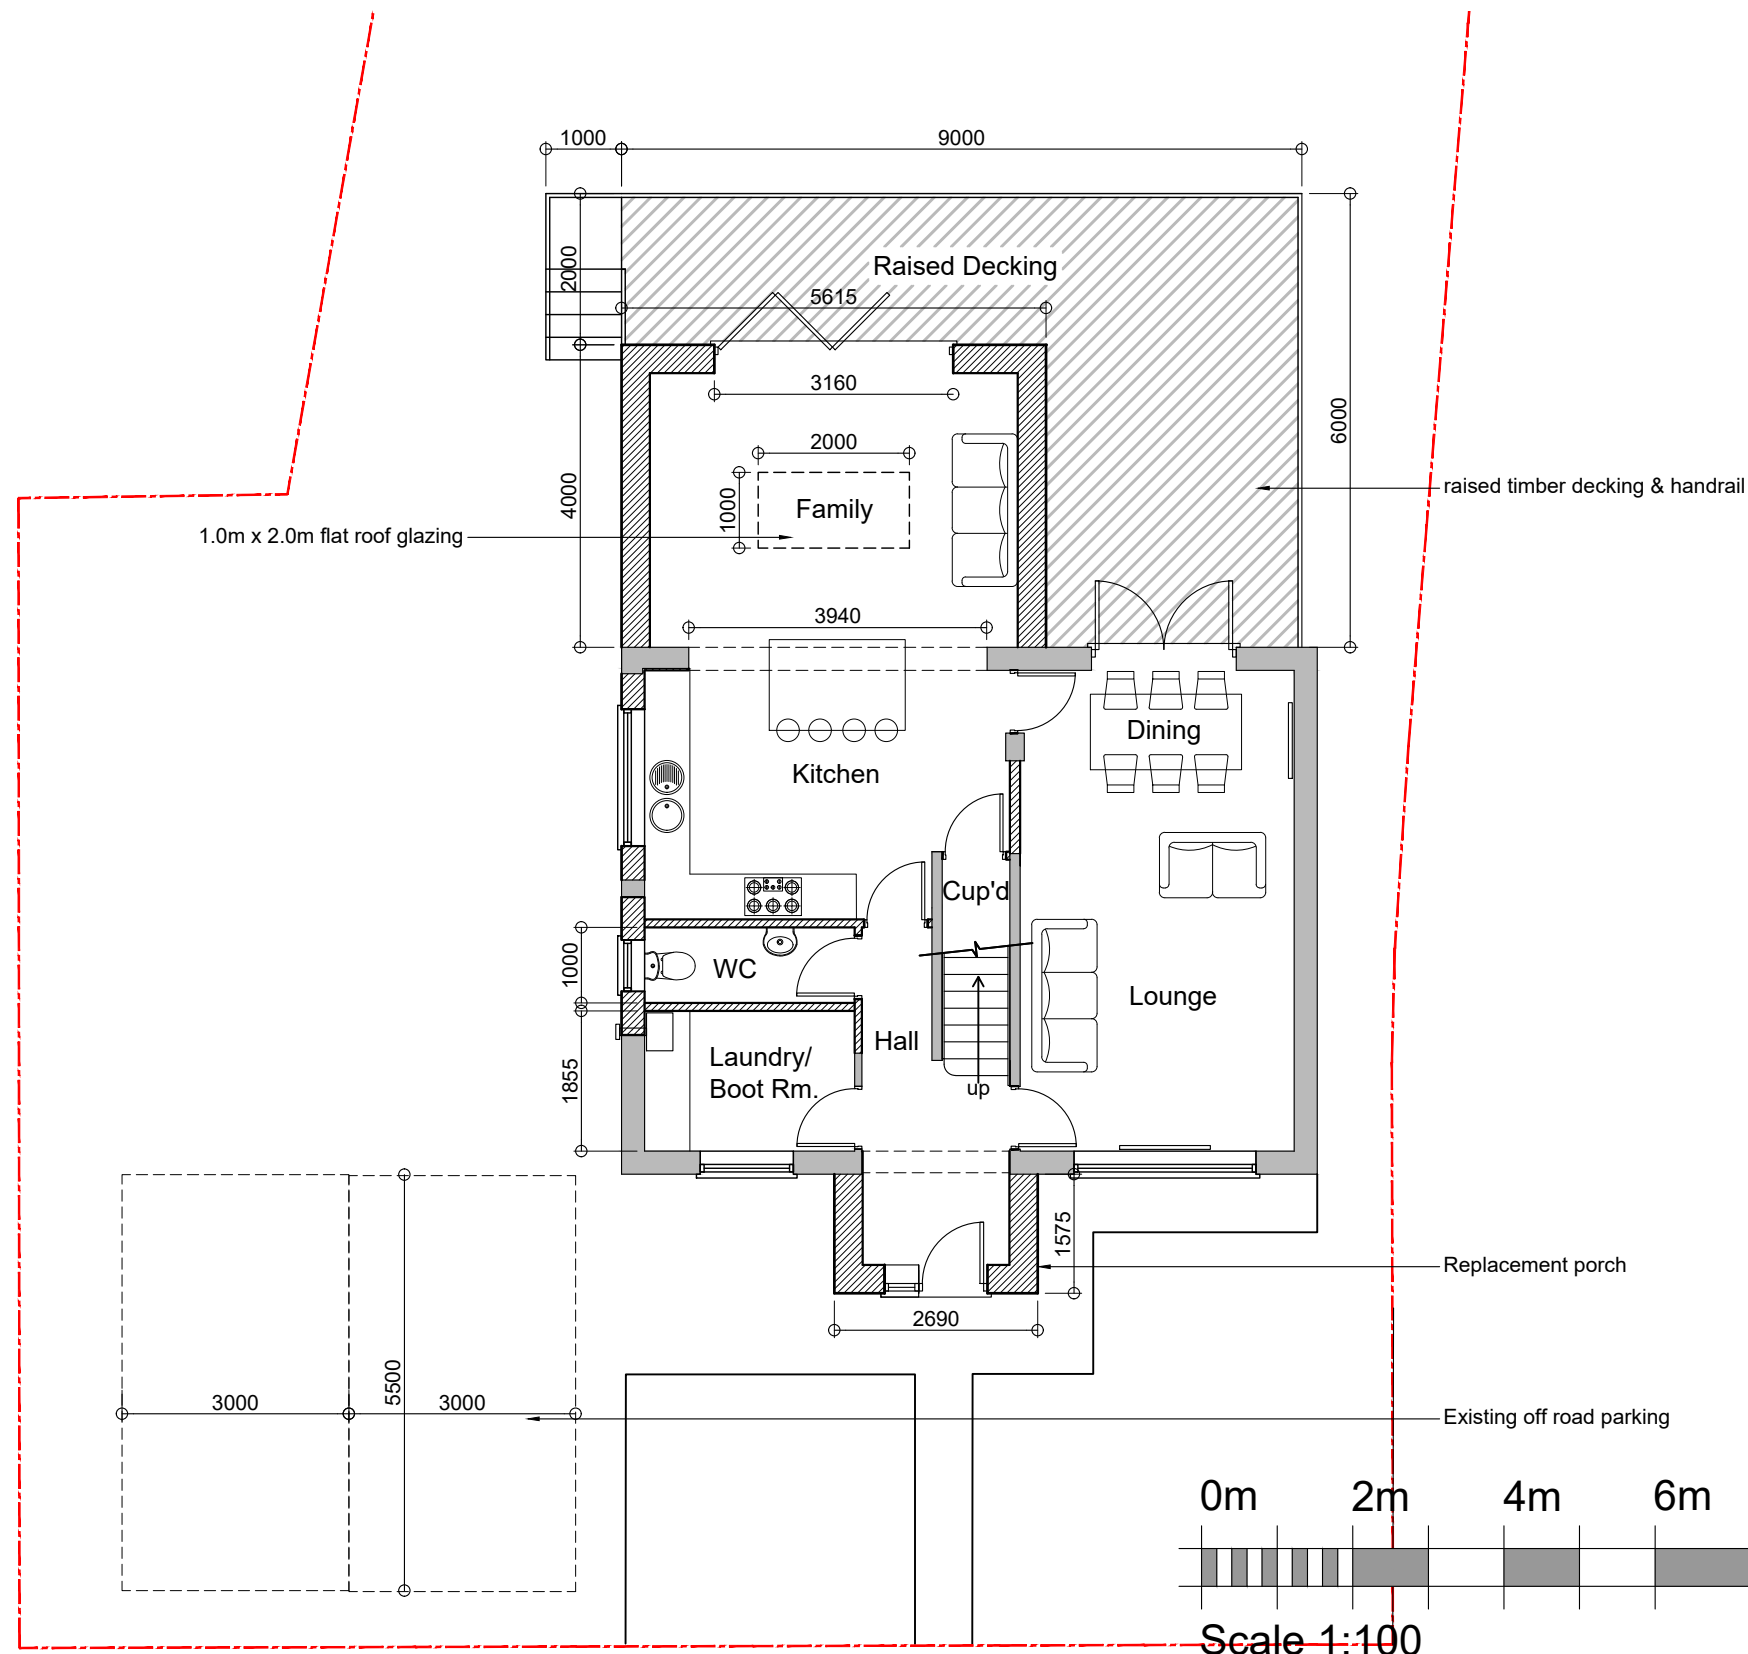 1000
9000
2000
Raised Decking
5615
3160
6000
2000
4000
1000
Family
raised timber decking & handrail
1.0m x 2.0m flat roof glazing
3940
Dining
Kitchen
Cup'd
1000
WC
Lounge
Hall
Laundry/
Boot Rm.
1855
up
1575
Replacement porch
2690
5500
3000
3000
Existing off road parking
0m
2m
4m
6m
Scale 1:100